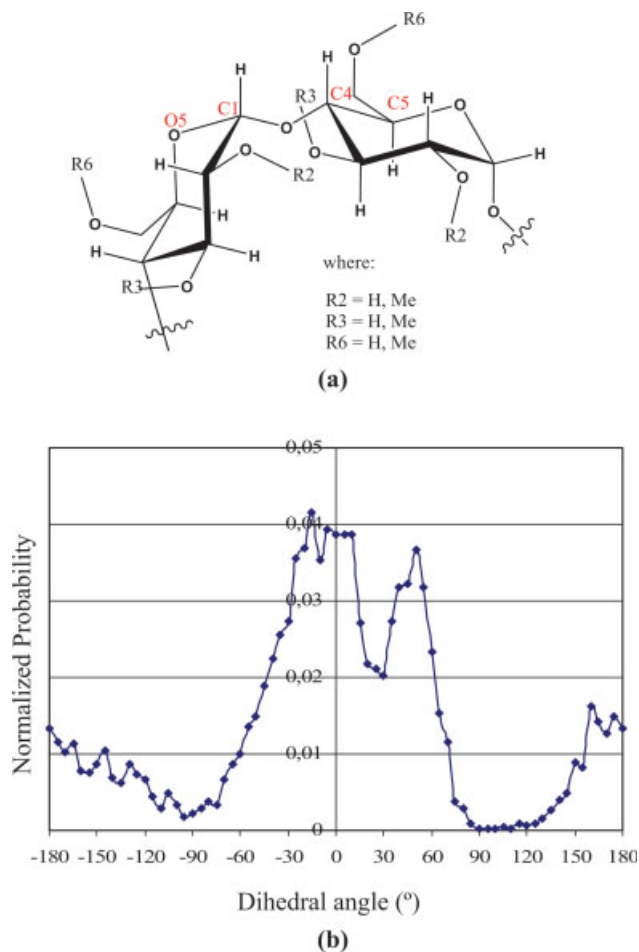 R6
O
H
H
R3
C4
C5
O5
C1
H
O
O
H
O
R6
H
O
R2
O
H
O
H
H
O
O
H
R2
H
H
R3
O
where:
R2 = H, Me
R3 = H, Me
R6 = H, Me
(a)
0,05
0,04
0,03
0,02
0,01
0
Normalized Probability
-180 -150 -120 -90 -60 -30 0 30 60 90 120 150 180
Dihedral angle (º)
(b)